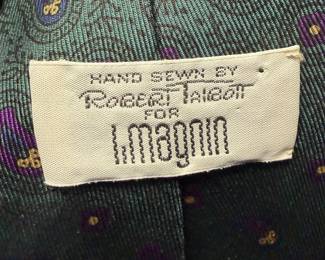 HAND SEWN BY
ROBERT TALBOTT
FOR
I.magnin